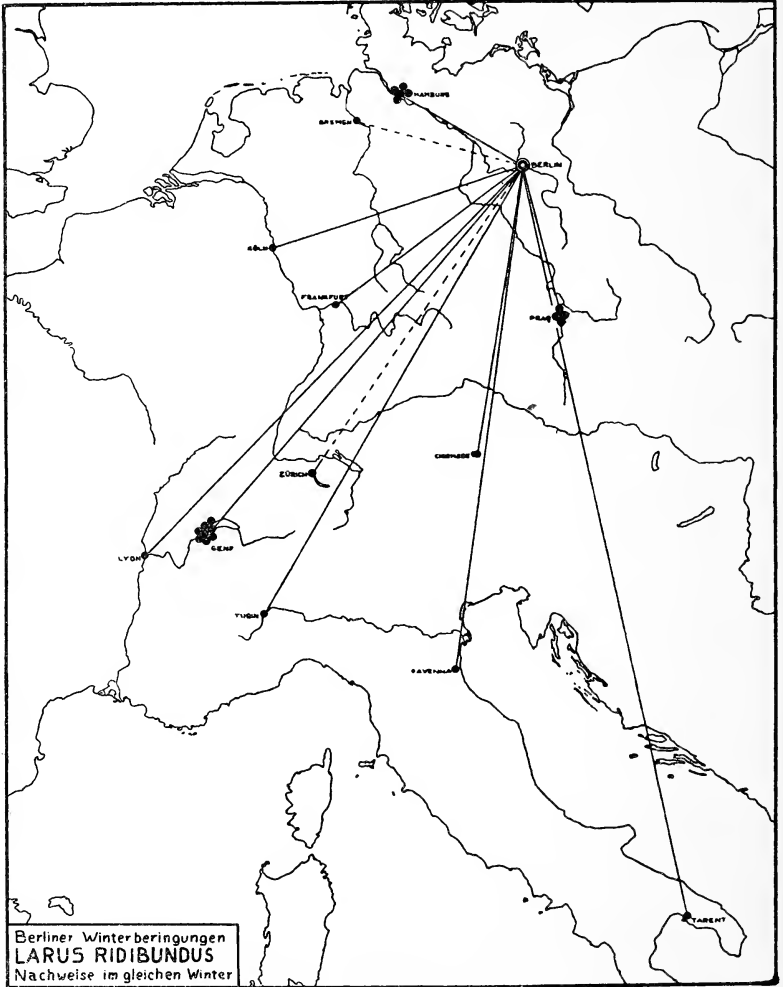 HAMBURG
BREMEN
BERLIN
KÖLN
FRANKFURT
PRAG
CHIEMSEE
ZÜRICH
GENF
LYON
TURIN
RAVENNA
TARENT
Berliner Winterberingungen
LARUS RIDIBUNDUS
Nachweise im gleichen Winter